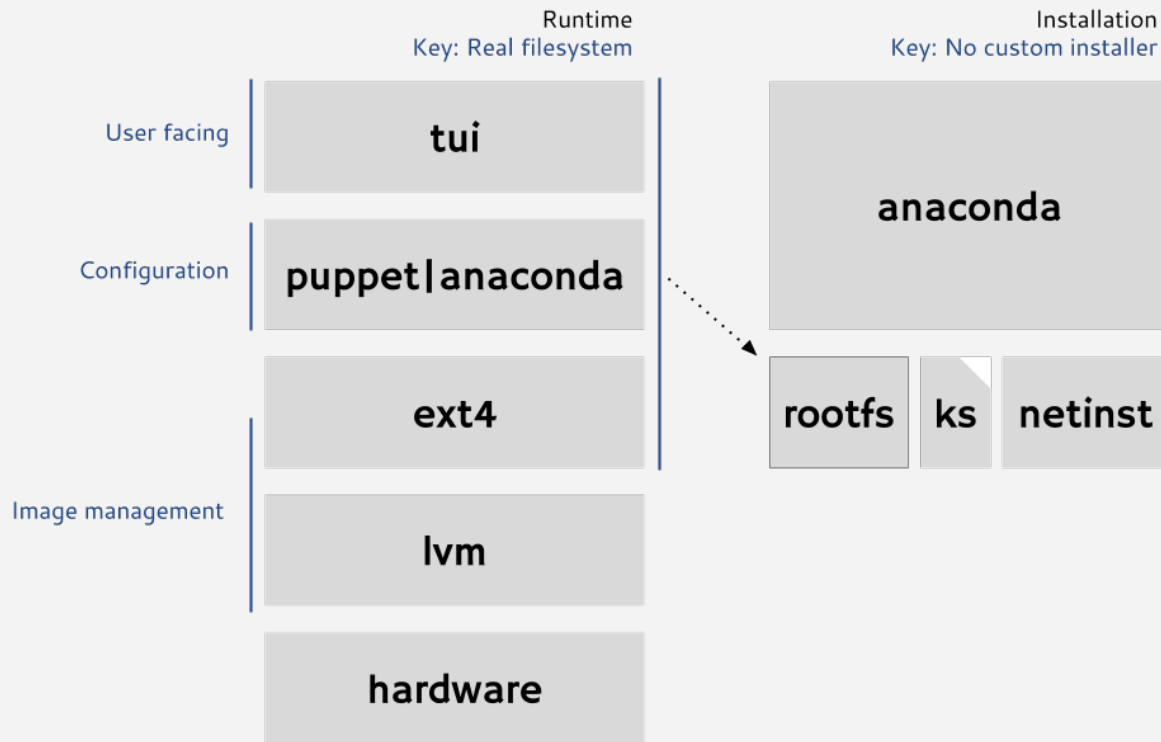 Runtime
Key: Real filesystem
Installation
Key: No custom installer
User facing
tui
anaconda
Configuration
puppet|anaconda
ext4
rootfs
ks
netinst
Image management
lvm
hardware